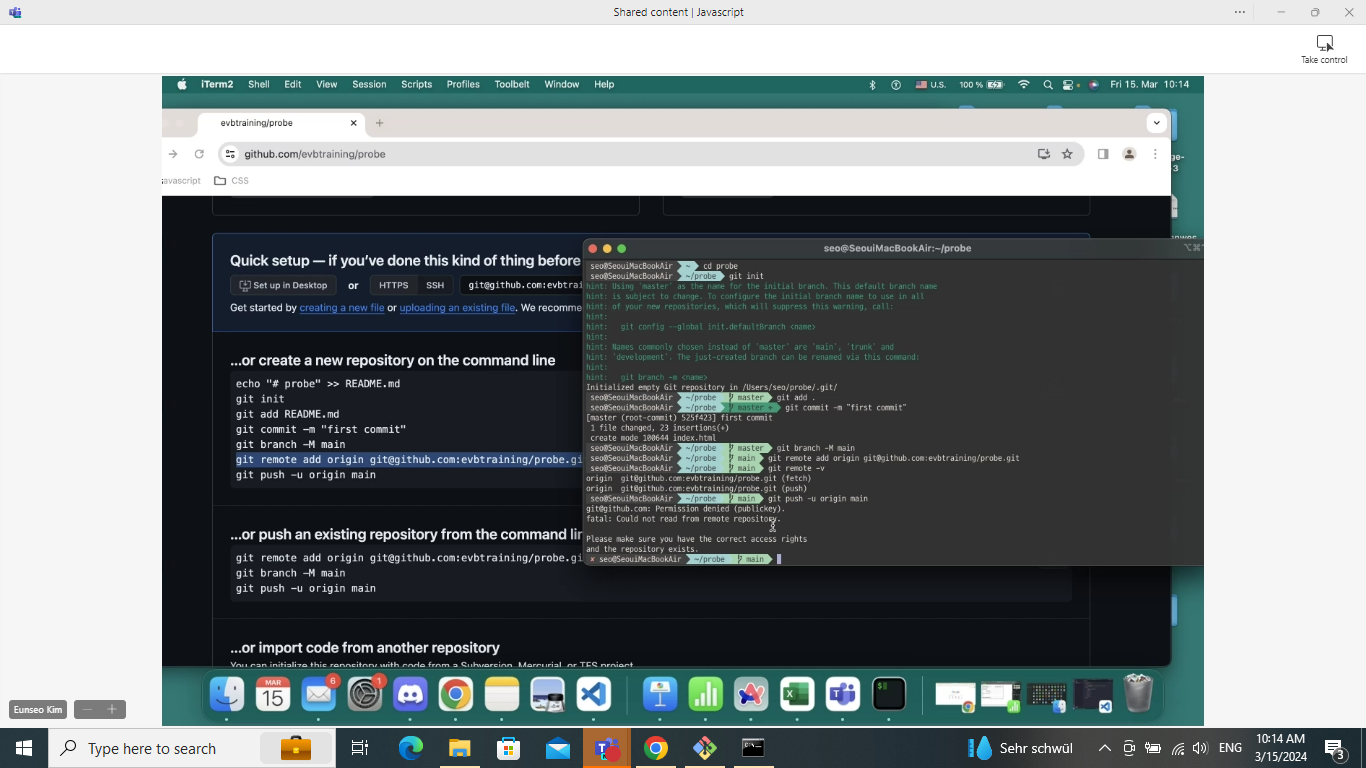 Shared content | Javascript
Take control
iTerm2 Shell Edit View Session Scripts Profiles Toolbelt Window Help
U.S. 100 % Fri 15. Mar 10:14
evbtraining/probe
github.com/evbtraining/probe
avascript CSS
ge-
3
Quick setup — if you've done this kind of thing before
Set up in Desktop or HTTPS SSH git@github.com:evbtrai
Get started by creating a new file or uploading an existing file. We recomme
...or create a new repository on the command line
echo "# probe" >> README.md
git init
git add README.md
git commit -m "first commit"
git branch -M main
git remote add origin git@github.com:evbtraining/probe.gi
git push -u origin main
...or push an existing repository from the command li
git remote add origin git@github.com:evbtraining/probe.gi
git branch -M main
git push -u origin main
...or import code from another repository
You can initialize this repository with code from a Subversion, Mercurial, or TFS project.
seo@SeouiMacBookAir:~/probe
seo@SeouiMacBookAir ~ cd probe
seo@SeouiMacBookAir ~/probe git init
hint: Using 'master' as the name for the initial branch. This default branch name
hint: is subject to change. To configure the initial branch name to use in all
hint: of your new repositories, which will suppress this warning, call:
hint:
hint: git config --global init.defaultBranch <name>
hint:
hint: Names commonly chosen instead of 'master' are 'main', 'trunk' and
hint: 'development'. The just-created branch can be renamed via this command:
hint:
hint: git branch -m <name>
Initialized empty Git repository in /Users/seo/probe/.git/
seo@SeouiMacBookAir ~/probe master git add .
seo@SeouiMacBookAir ~/probe master + git commit -m "first commit"
[master (root-commit) 525f423] first commit
1 file changed, 23 insertions(+)
create mode 100644 index.html
seo@SeouiMacBookAir ~/probe master git branch -M main
seo@SeouiMacBookAir ~/probe main git remote add origin git@github.com:evbtraining/probe.git
seo@SeouiMacBookAir ~/probe main git remote -v
origin git@github.com:evbtraining/probe.git (fetch)
origin git@github.com:evbtraining/probe.git (push)
seo@SeouiMacBookAir ~/probe main git push -u origin main
git@github.com: Permission denied (publickey).
fatal: Could not read from remote repository.
Please make sure you have the correct access rights
and the repository exists.
✘ seo@SeouiMacBookAir ~/probe main
MAR
15
6
1
Eunseo Kim
Type here to search
Sehr schwül
ENG
10:14 AM
3/15/2024
3